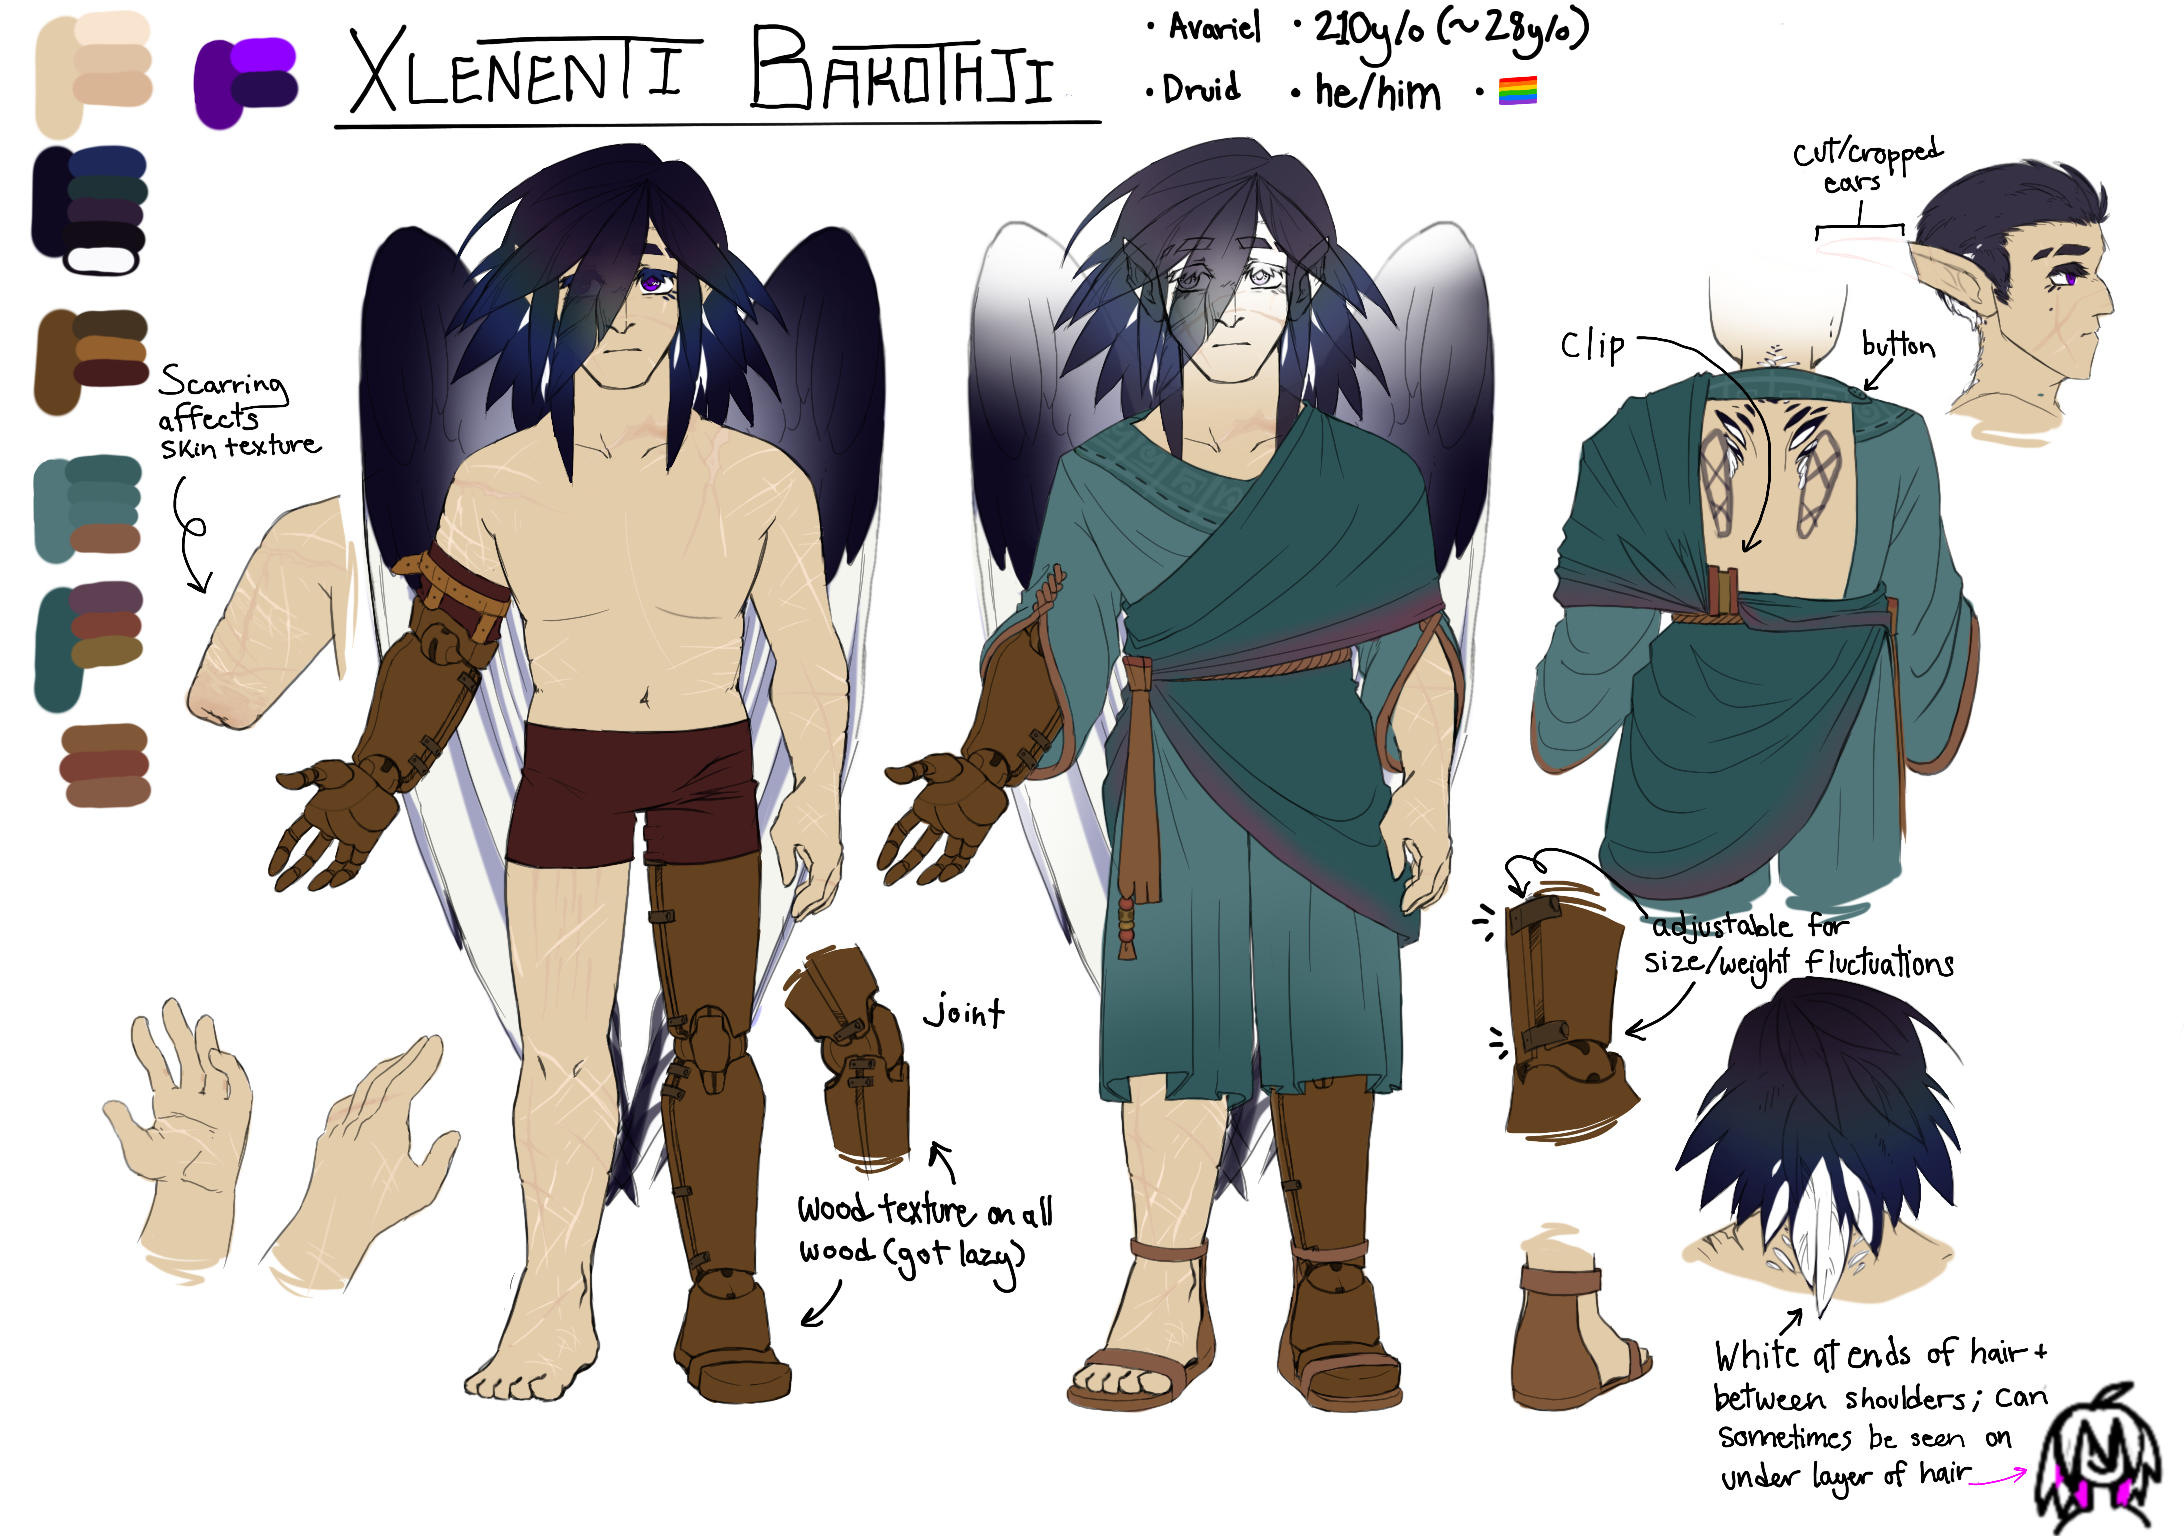 XLENENTI BAKOTHJI
• Avariel • 210y/o (~28y/o)
• Druid • he/him •
cut/cropped
ears
Clip
button
Scarring
affects
skin texture
adjustable for
size/weight fluctuations
joint
wood texture on all
wood (got lazy)
White at ends of hair +
between shoulders; can
sometimes be seen on
under layer of hair